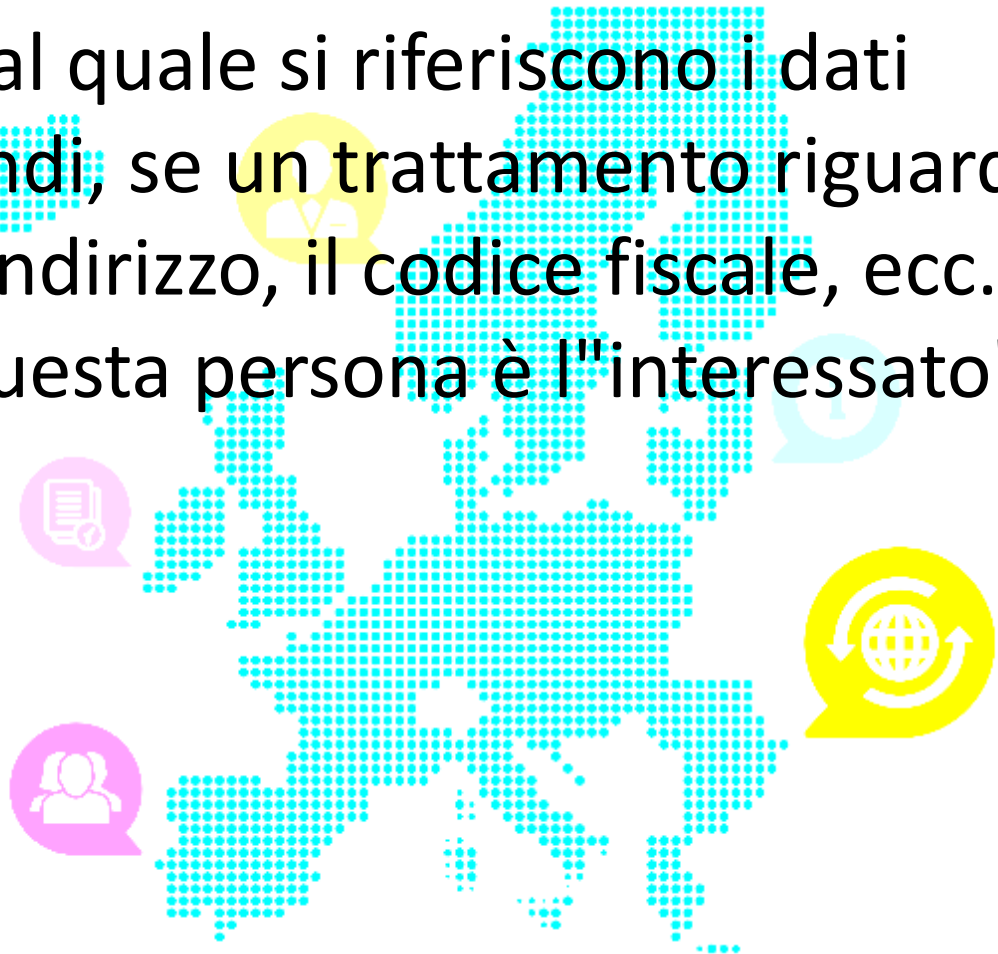 al quale si riferiscono i dati
ndi, se un trattamento riguard
ndirizzo, il codice fiscale, ecc.
uesta persona è l"interessato"